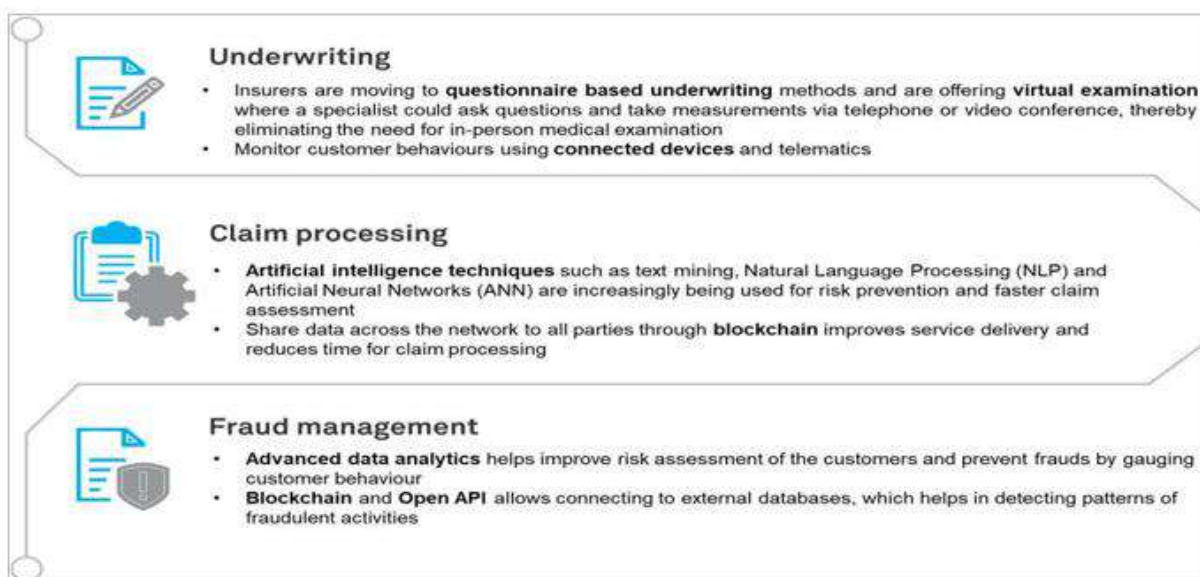 Underwriting
• Insurers are moving to questionnaire based underwriting methods and are offering virtual examination
where a specialist could ask questions and take measurements via telephone or video conference, thereby
eliminating the need for in-person medical examination
• Monitor customer behaviours using connected devices and telematics
Claim processing
• Artificial intelligence techniques such as text mining, Natural Language Processing (NLP) and
Artificial Neural Networks (ANN) are increasingly being used for risk prevention and faster claim
assessment
• Share data across the network to all parties through blockchain improves service delivery and
reduces time for claim processing
Fraud management
• Advanced data analytics helps improve risk assessment of the customers and prevent frauds by gauging
customer behaviour
• Blockchain and Open API allows connecting to external databases, which helps in detecting patterns of
fraudulent activities